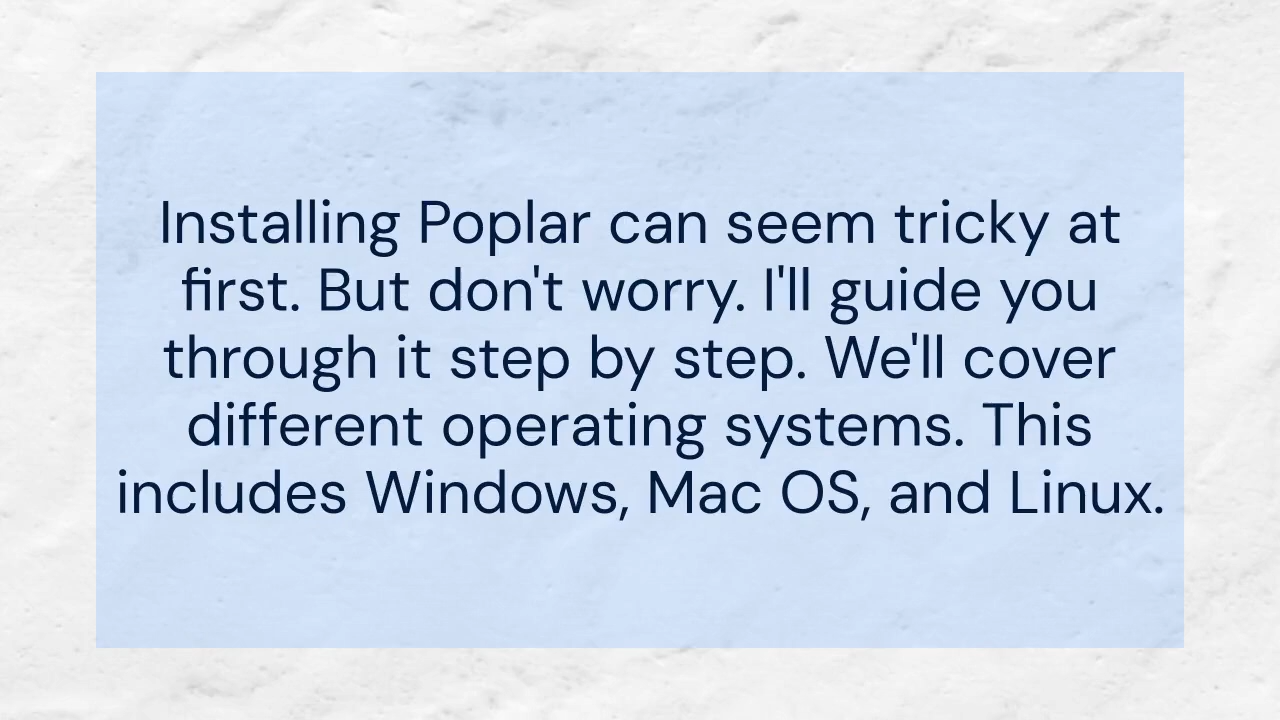 Installing Poplar can seem tricky at
first. But don't worry. I'll guide you
through it step by step. We'll cover
different operating systems. This
includes Windows, Mac OS, and Linux.